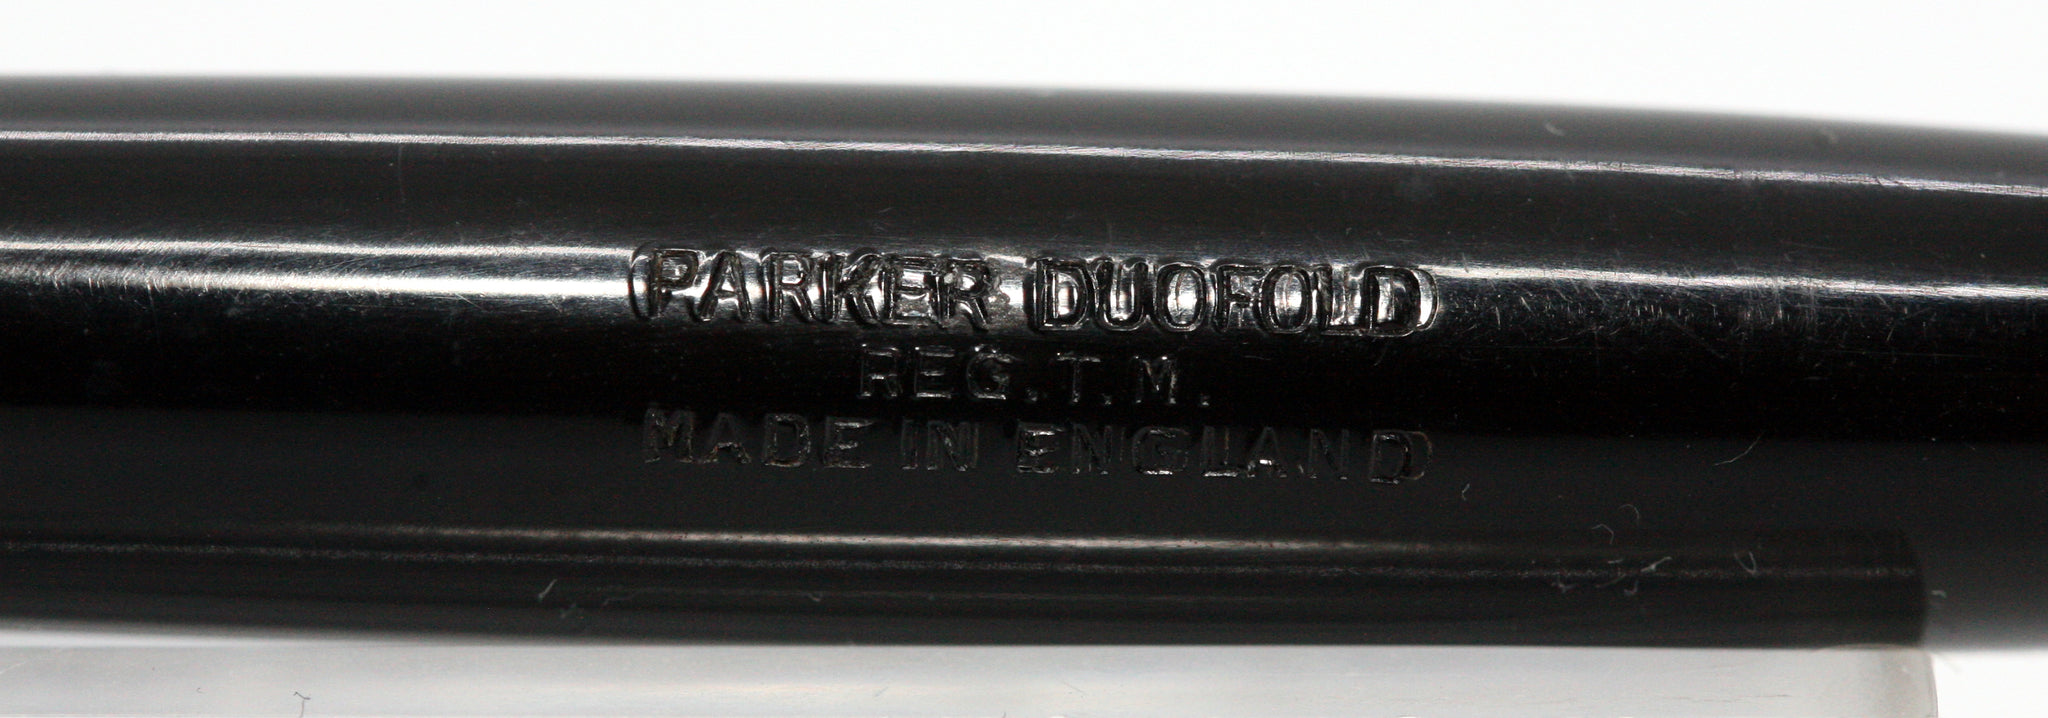 PARKER DUOFOLD
REG.T.M.
MADE IN ENGLAND